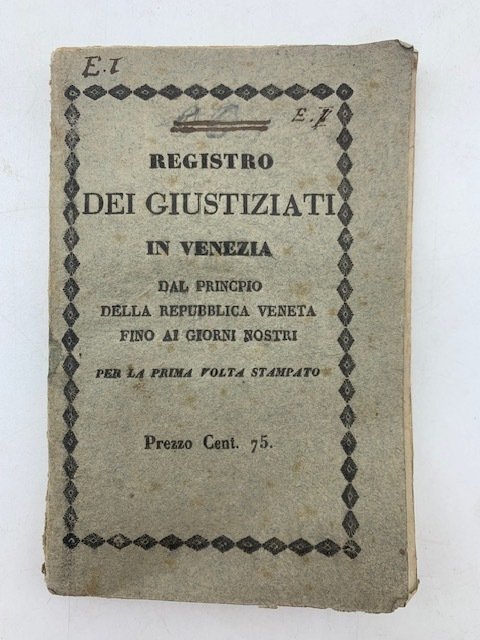 E. I
E. I
REGISTRO
DEI GIUSTIZIATI
IN VENEZIA
DAL PRINCPIO
DELLA REPUBBLICA VENETA
FINO AI GIORNI NOSTRI
PER LA PRIMA VOLTA STAMPATO
Prezzo Cent. 75.